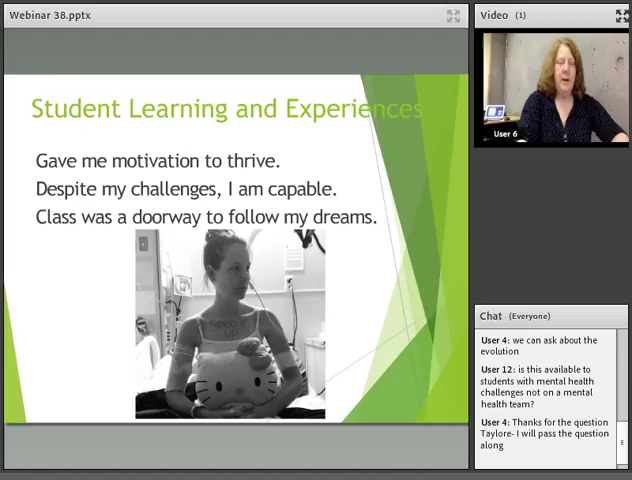 Webinar 38.pptx
Student Learning and Experiences
Gave me motivation to thrive.
Despite my challenges, I am capable.
Class was a doorway to follow my dreams.
Video (1)
User 6
Chat (Everyone)
User 4: we can ask about the
evolution
User 12: is this available to
students with mental health
challenges not on a mental
health team?
User 4: Thanks for the question
Taylore- I will pass the question
along